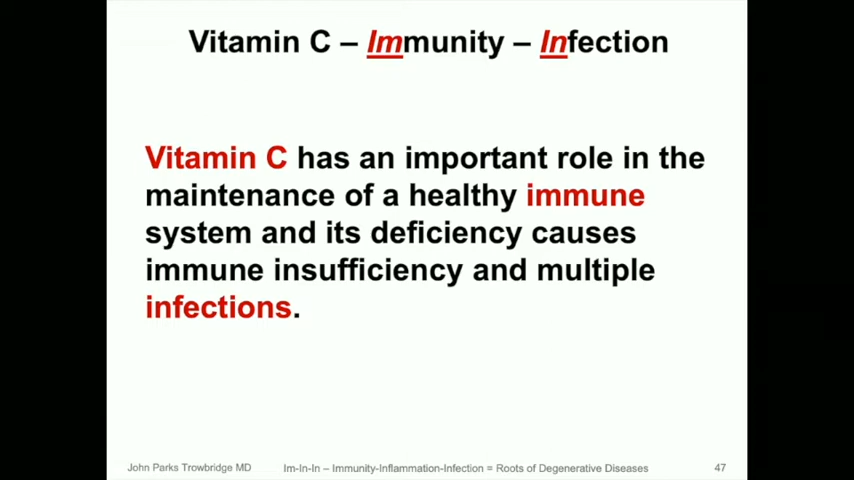 Vitamin C – Immunity – Infection
Vitamin C has an important role in the
maintenance of a healthy immune
system and its deficiency causes
immune insufficiency and multiple
infections.
John Parks Trowbridge MD Im-In-In – Immunity-Inflammation-Infection = Roots of Degenerative Diseases 47